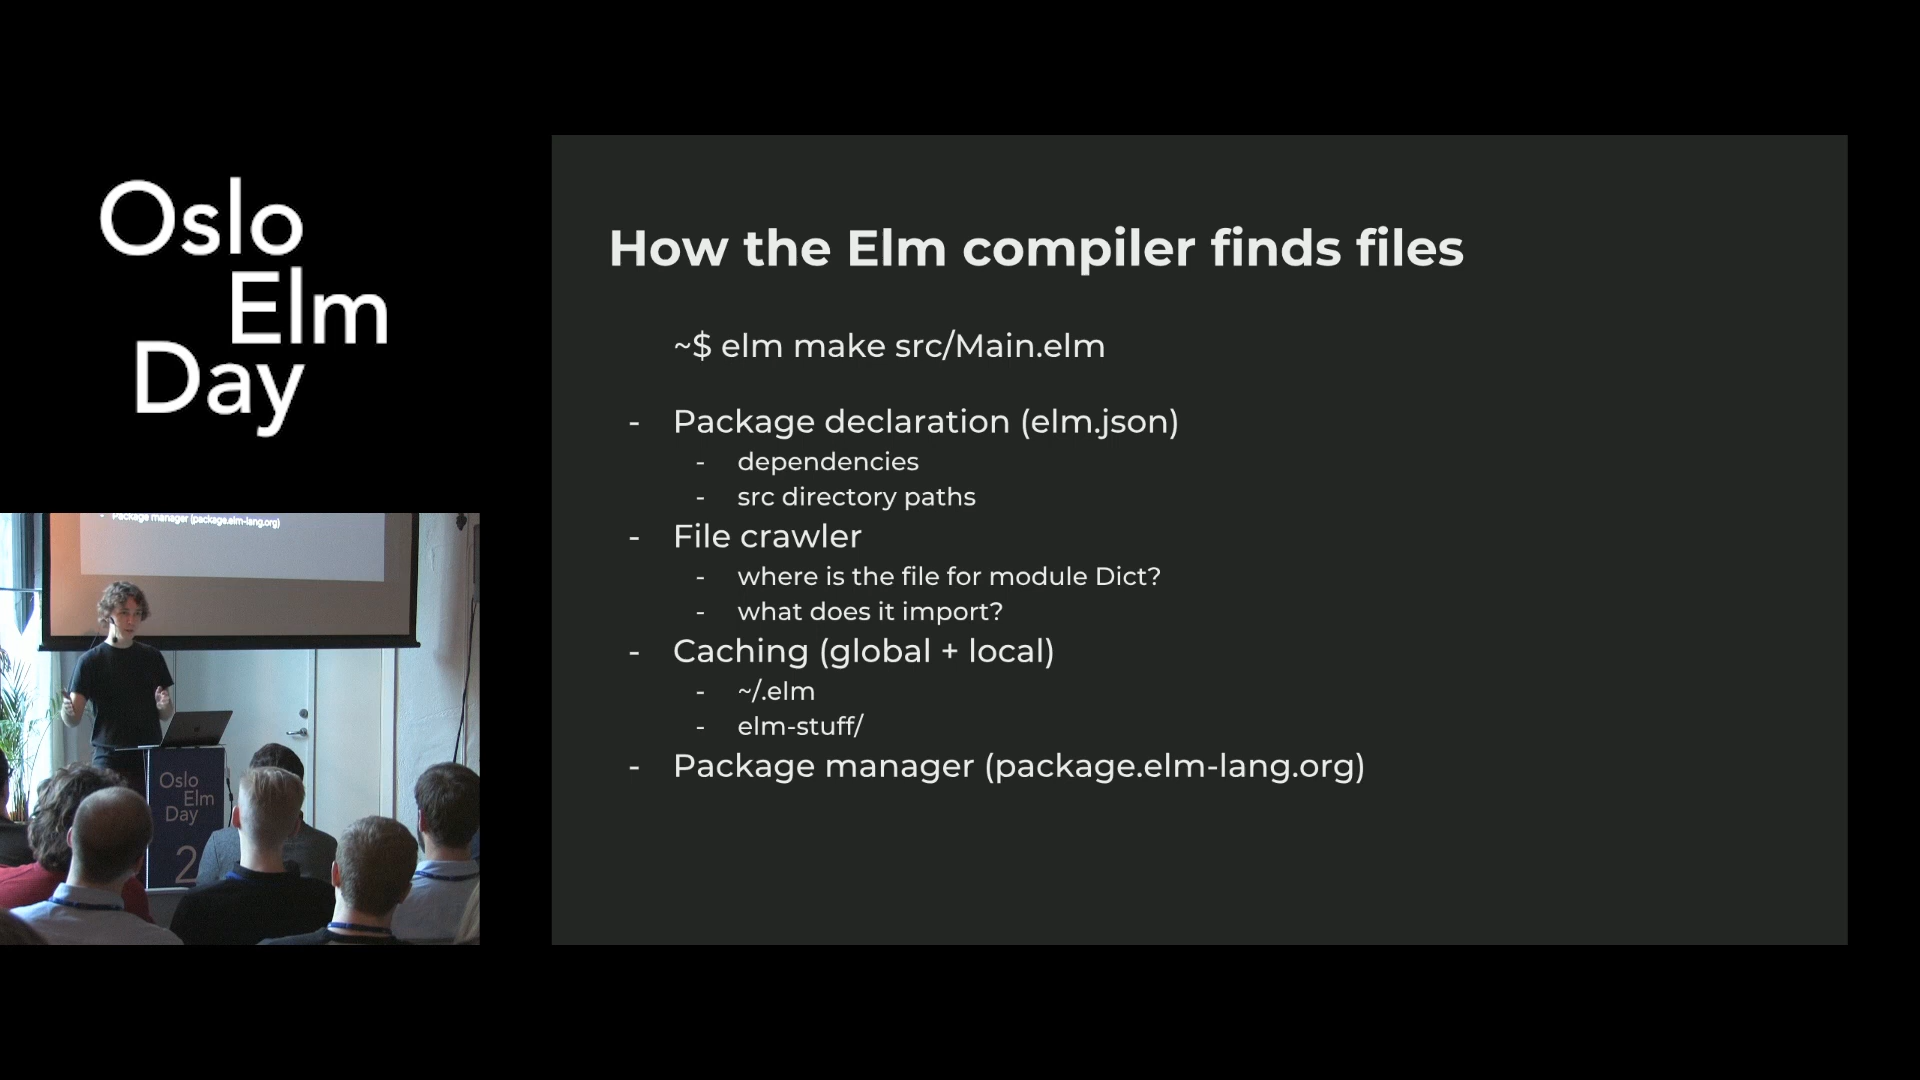 Oslo
Elm
Day
How the Elm compiler finds files
~$ elm make src/Main.elm
- Package declaration (elm.json)
- dependencies
- src directory paths
- File crawler
- where is the file for module Dict?
- what does it import?
- Caching (global + local)
- ~/.elm
- elm-stuff/
- Package manager (package.elm-lang.org)
- Package manager (package.elm-lang.org)
Oslo
Elm
Day
2